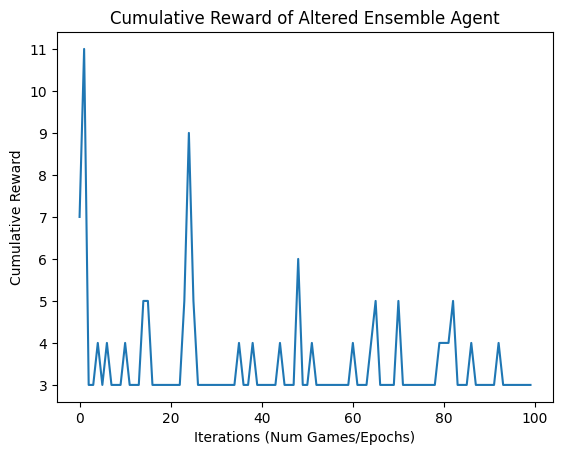 Cumulative Reward of Altered Ensemble Agent
11
10
9
8
7
6
5
4
3
Cumulative Reward
0 20 40 60 80 100
Iterations (Num Games/Epochs)